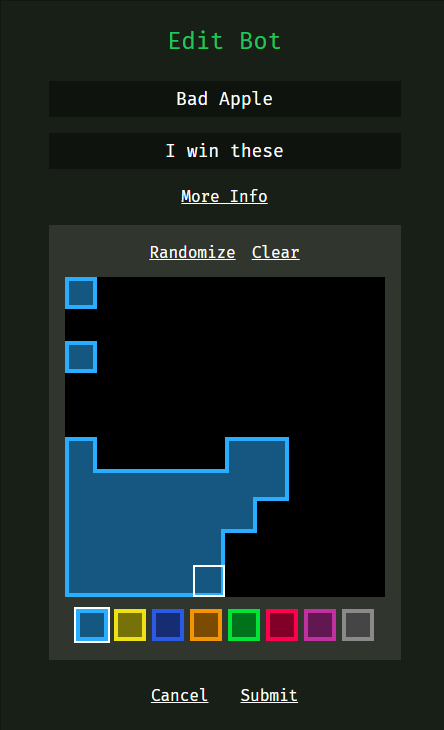 Edit Bot
Bad Apple
I win these
More Info
Randomize Clear
Cancel Submit